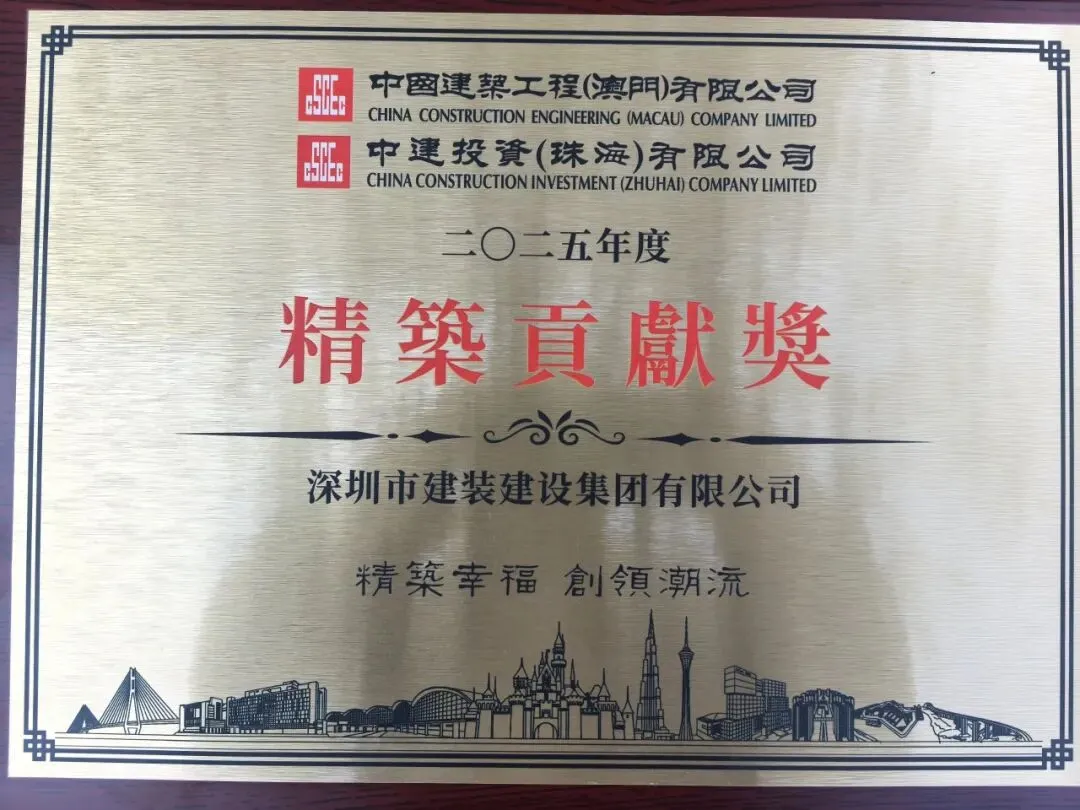 CSCEC 中國建築工程(澳門)有限公司
CHINA CONSTRUCTION ENGINEERING (MACAU) COMPANY LIMITED
CSCEC 中建投資(珠海)有限公司
CHINA CONSTRUCTION INVESTMENT (ZHUHAI) COMPANY LIMITED
二〇二五年度
精築貢獻獎
深圳市建装建设集团有限公司
精築幸福 創領潮流